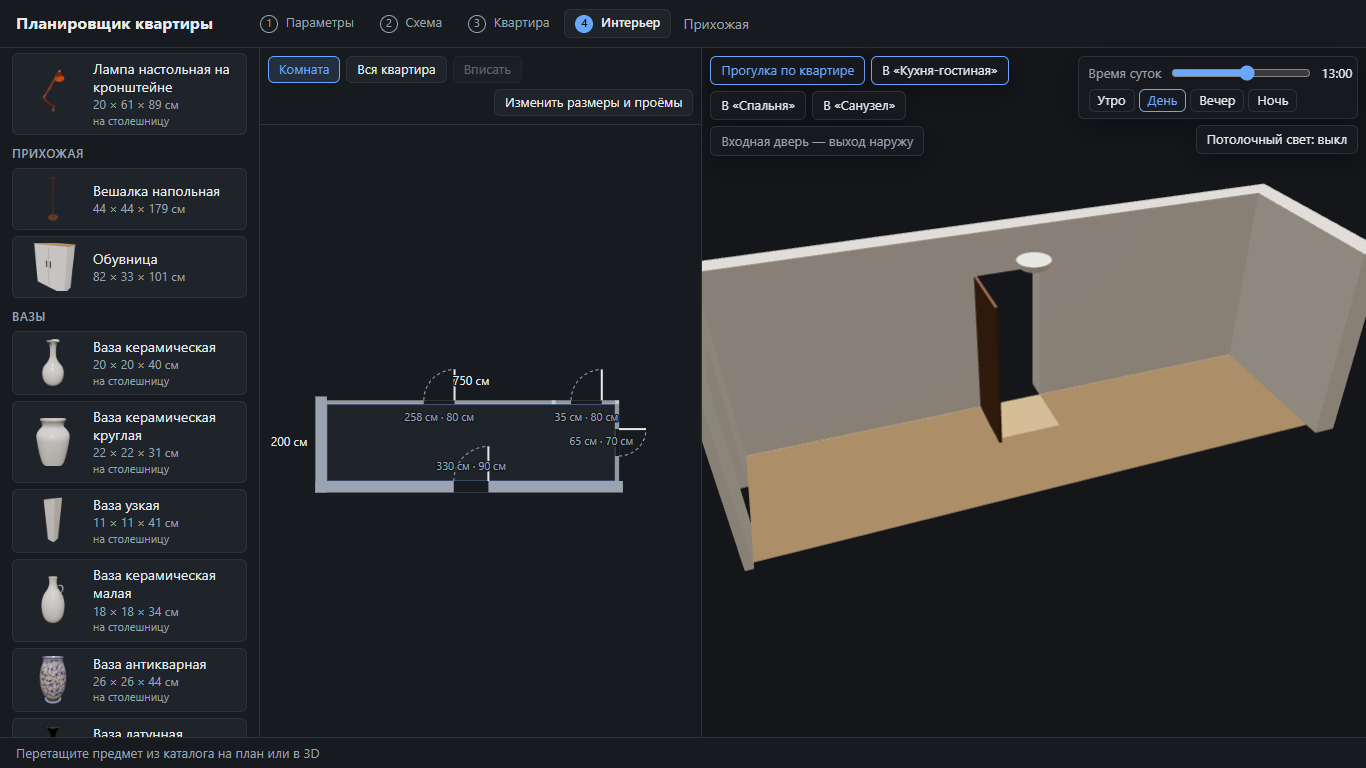 Планировщик квартиры
1 Параметры
2 Схема
3 Квартира
4 Интерьер
Прихожая
Лампа настольная на
кронштейне
20 × 61 × 89 см
на столешницу
ПРИХОЖАЯ
Вешалка напольная
44 × 44 × 179 см
Обувница
82 × 33 × 101 см
ВАЗЫ
Ваза керамическая
20 × 20 × 40 см
на столешницу
Ваза керамическая
круглая
22 × 22 × 31 см
на столешницу
Ваза узкая
11 × 11 × 41 см
на столешницу
Ваза керамическая
малая
18 × 18 × 34 см
на столешницу
Ваза антикварная
26 × 26 × 44 см
на столешницу
Ваза латунная
Комната
Вся квартира
Вписать
Изменить размеры и проёмы
750 см
258 см · 80 см
35 см · 80 см
65 см · 70 см
200 см
330 см · 90 см
Прогулка по квартире
В «Кухня-гостиная»
В «Спальня»
В «Санузел»
Входная дверь — выход наружу
Время суток
13:00
Утро
День
Вечер
Ночь
Потолочный свет: выкл
Перетащите предмет из каталога на план или в 3D